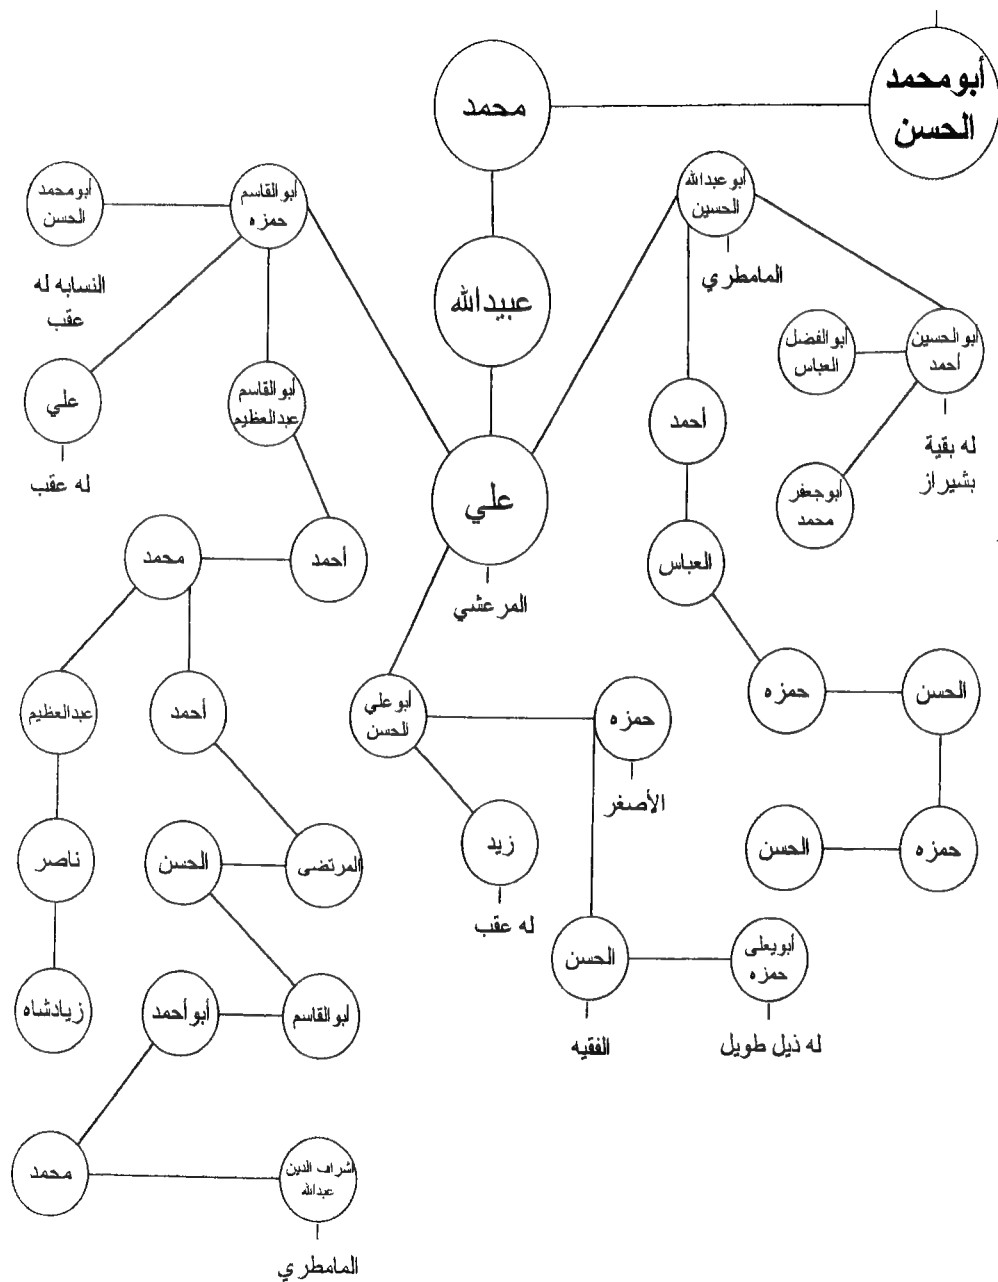 أبو محمد
الحسن
محمد
أبو عبدالله
الحسين
المامطري
أبو القاسم
حمزه
أبو محمد
الحسن
النسابه له
عقب
عبيدالله
أبو الحسين
أحمد
له بقية
بشيراز
أبو الفضل
العباس
أبو جعفر
محمد
أحمد
العباس
علي
المرعشي
أبو القاسم
عبدالعظيم
علي
له عقب
أحمد
محمد
حمزه
الحسن
حمزه
الحسن
حمزه
الأصغر
أبو علي
الحسن
زيد
له عقب
أحمد
عبدالعظيم
المرتضى
الحسن
ناصر
أبو يعلى
حمزه
له ذيل طويل
الحسن
الفقيه
أبو القاسم
أبو أحمد
زيادشاه
محمد
اشراف الدين
عبدالله
المامطري